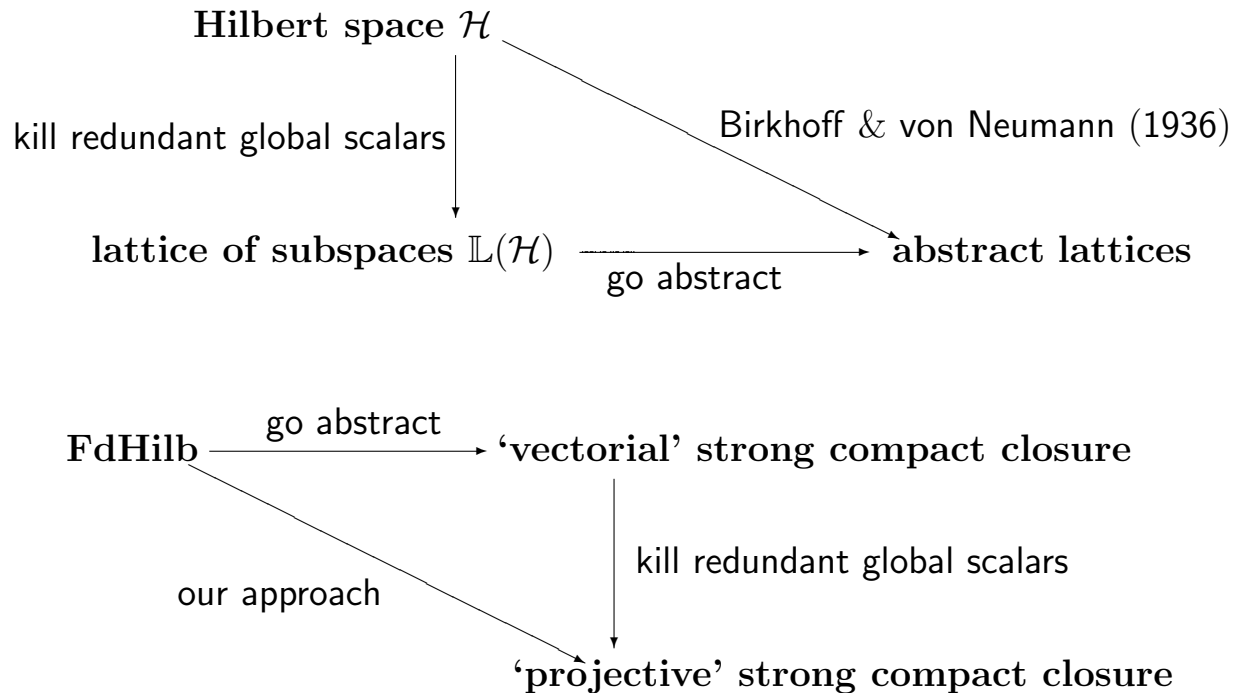 Hilbert space ℋ
kill redundant global scalars
Birkhoff & von Neumann (1936)
lattice of subspaces 𝕃(ℋ)
go abstract
abstract lattices
FdHilb
go abstract
‘vectorial’ strong compact closure
kill redundant global scalars
our approach
‘projective’ strong compact closure